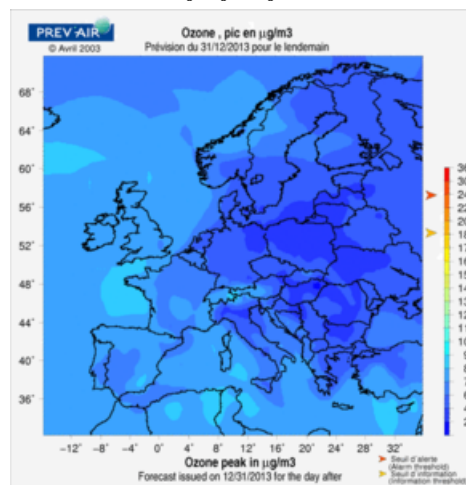 PREV'AIR
© Avril 2003
Ozone , pic en µg/m3
Prévision du 31/12/2013 pour le lendemain
68°
64°
60°
56°
52°
48°
44°
40°
36°
−12° −8° −4° 0° 4° 8° 12° 16° 20° 24° 28° 32°
Ozone peak in µg/m3
Forecast issued on 12/31/2013 for the day after
Seuil d'alerte
(Alarm threshold)
Seuil d'information
(Information threshold)